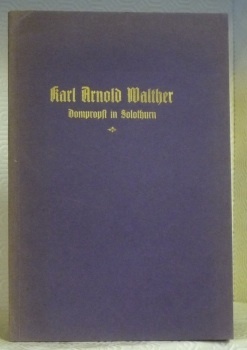 Karl Arnold Walther
Dompropst in Solothurn